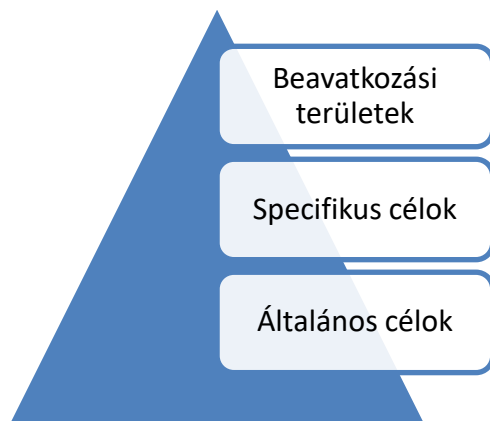 Beavatkozási
területek
Specifikus célok
Általános célok